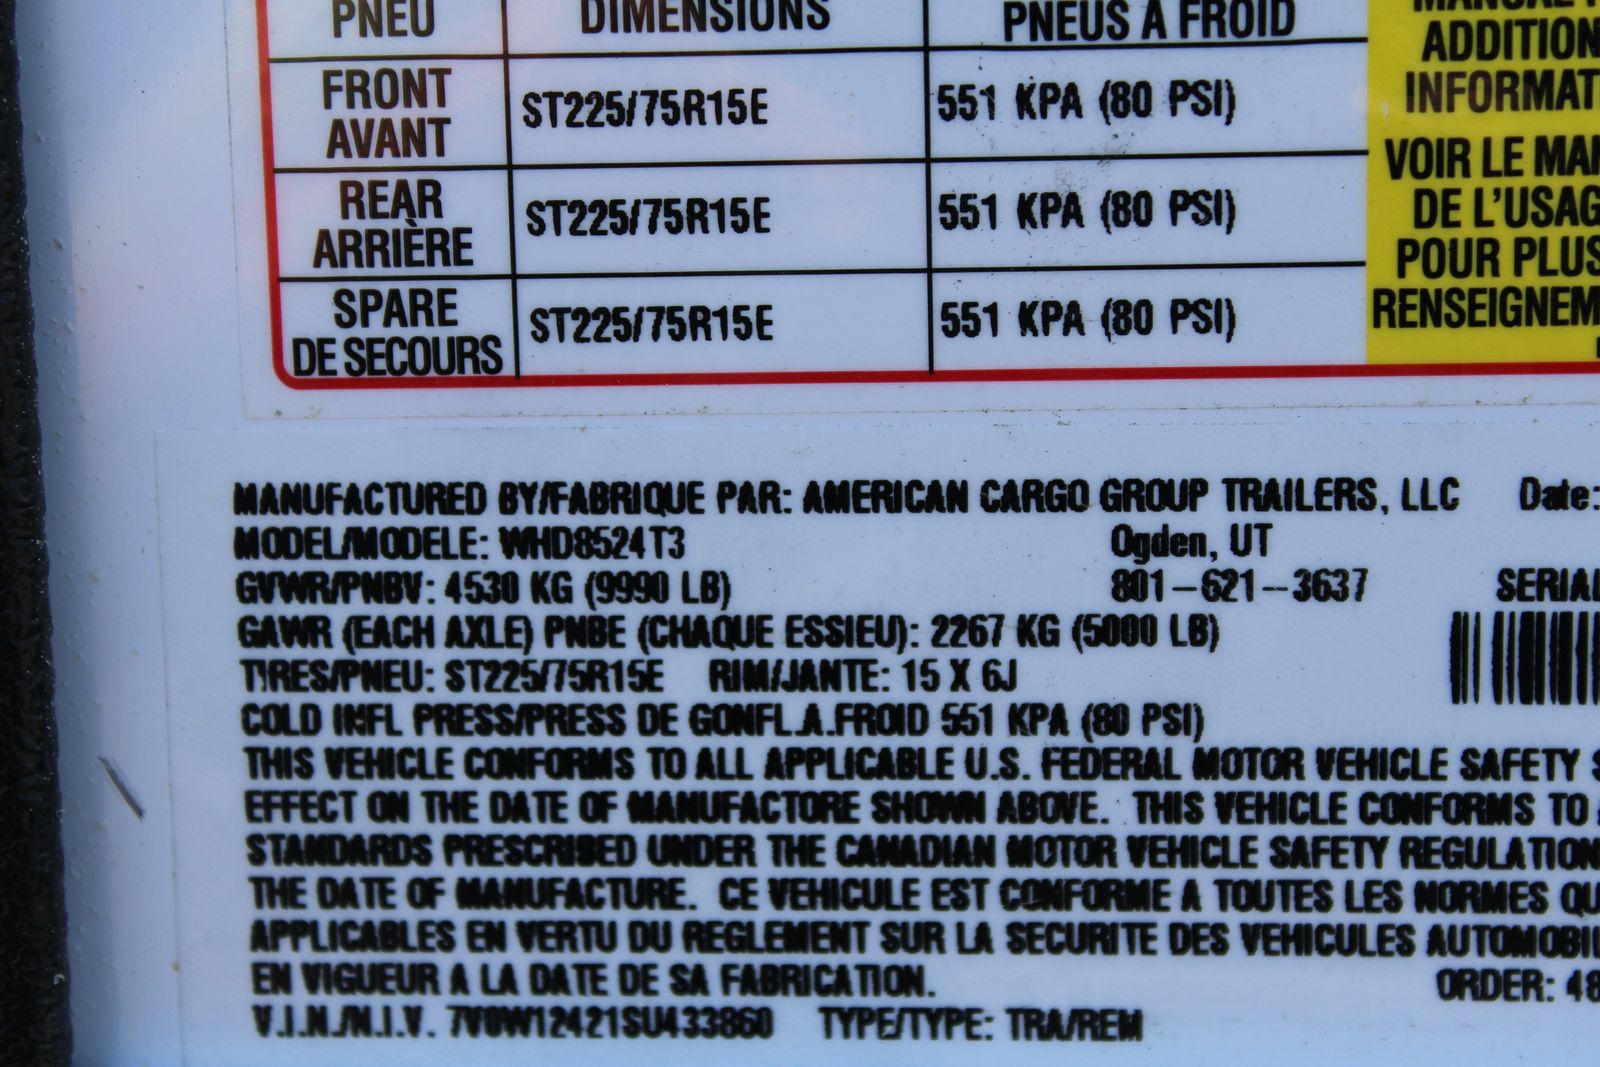 PNEU DIMENSIONS PNEUS A FROID
FRONT AVANT ST225/75R15E 551 KPA (80 PSI)
REAR ARRIÈRE ST225/75R15E 551 KPA (80 PSI)
SPARE DE SECOURS ST225/75R15E 551 KPA (80 PSI)
ADDITION
INFORMAT
VOIR LE MAN
DE L'USAG
POUR PLUS
RENSEIGNEM
MANUFACTURED BY/FABRIQUE PAR: AMERICAN CARGO GROUP TRAILERS, LLC Date:
MODEL/MODELE: WHD8524T3 Ogden, UT
GVWR/PNBV: 4530 KG (9990 LB) 801-621-3637 SERIAL
GAWR (EACH AXLE) PNBE (CHAQUE ESSIEU): 2267 KG (5000 LB)
TIRES/PNEU: ST225/75R15E RIM/JANTE: 15 X 6J
COLD INFL PRESS/PRESS DE GONFL.A.FROID 551 KPA (80 PSI)
THIS VEHICLE CONFORMS TO ALL APPLICABLE U.S. FEDERAL MOTOR VEHICLE SAFETY S
EFFECT ON THE DATE OF MANUFACTORE SHOWN ABOVE. THIS VEHICLE CONFORMS TO
STANDARDS PRESCRISED UNDER THE CANADIAN MOTOR VEHICLE SAFETY REGULATION
THE DATE OF MANUFACTURE. CE VEHICULE EST CONFORME A TOUTES LES NORMES QU
APPLICABLES EN VERTU DU REGLEMENT SUR LA SECURITE DES VEHICULES AUTOMOBIL
EN VIGUEUR A LA DATE DE SA FABRICATION. ORDER: 48
V.I.N./N.I.V. 7V0W12421SU433860 TYPE/TYPE: TRA/REM